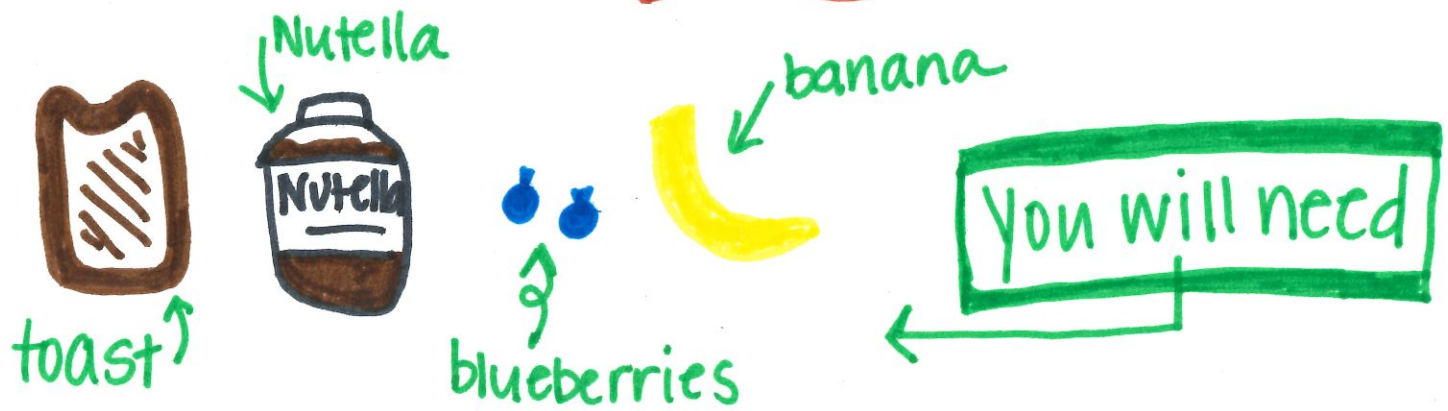 Nutella
banana
Nutella
You will need
toast
blueberries